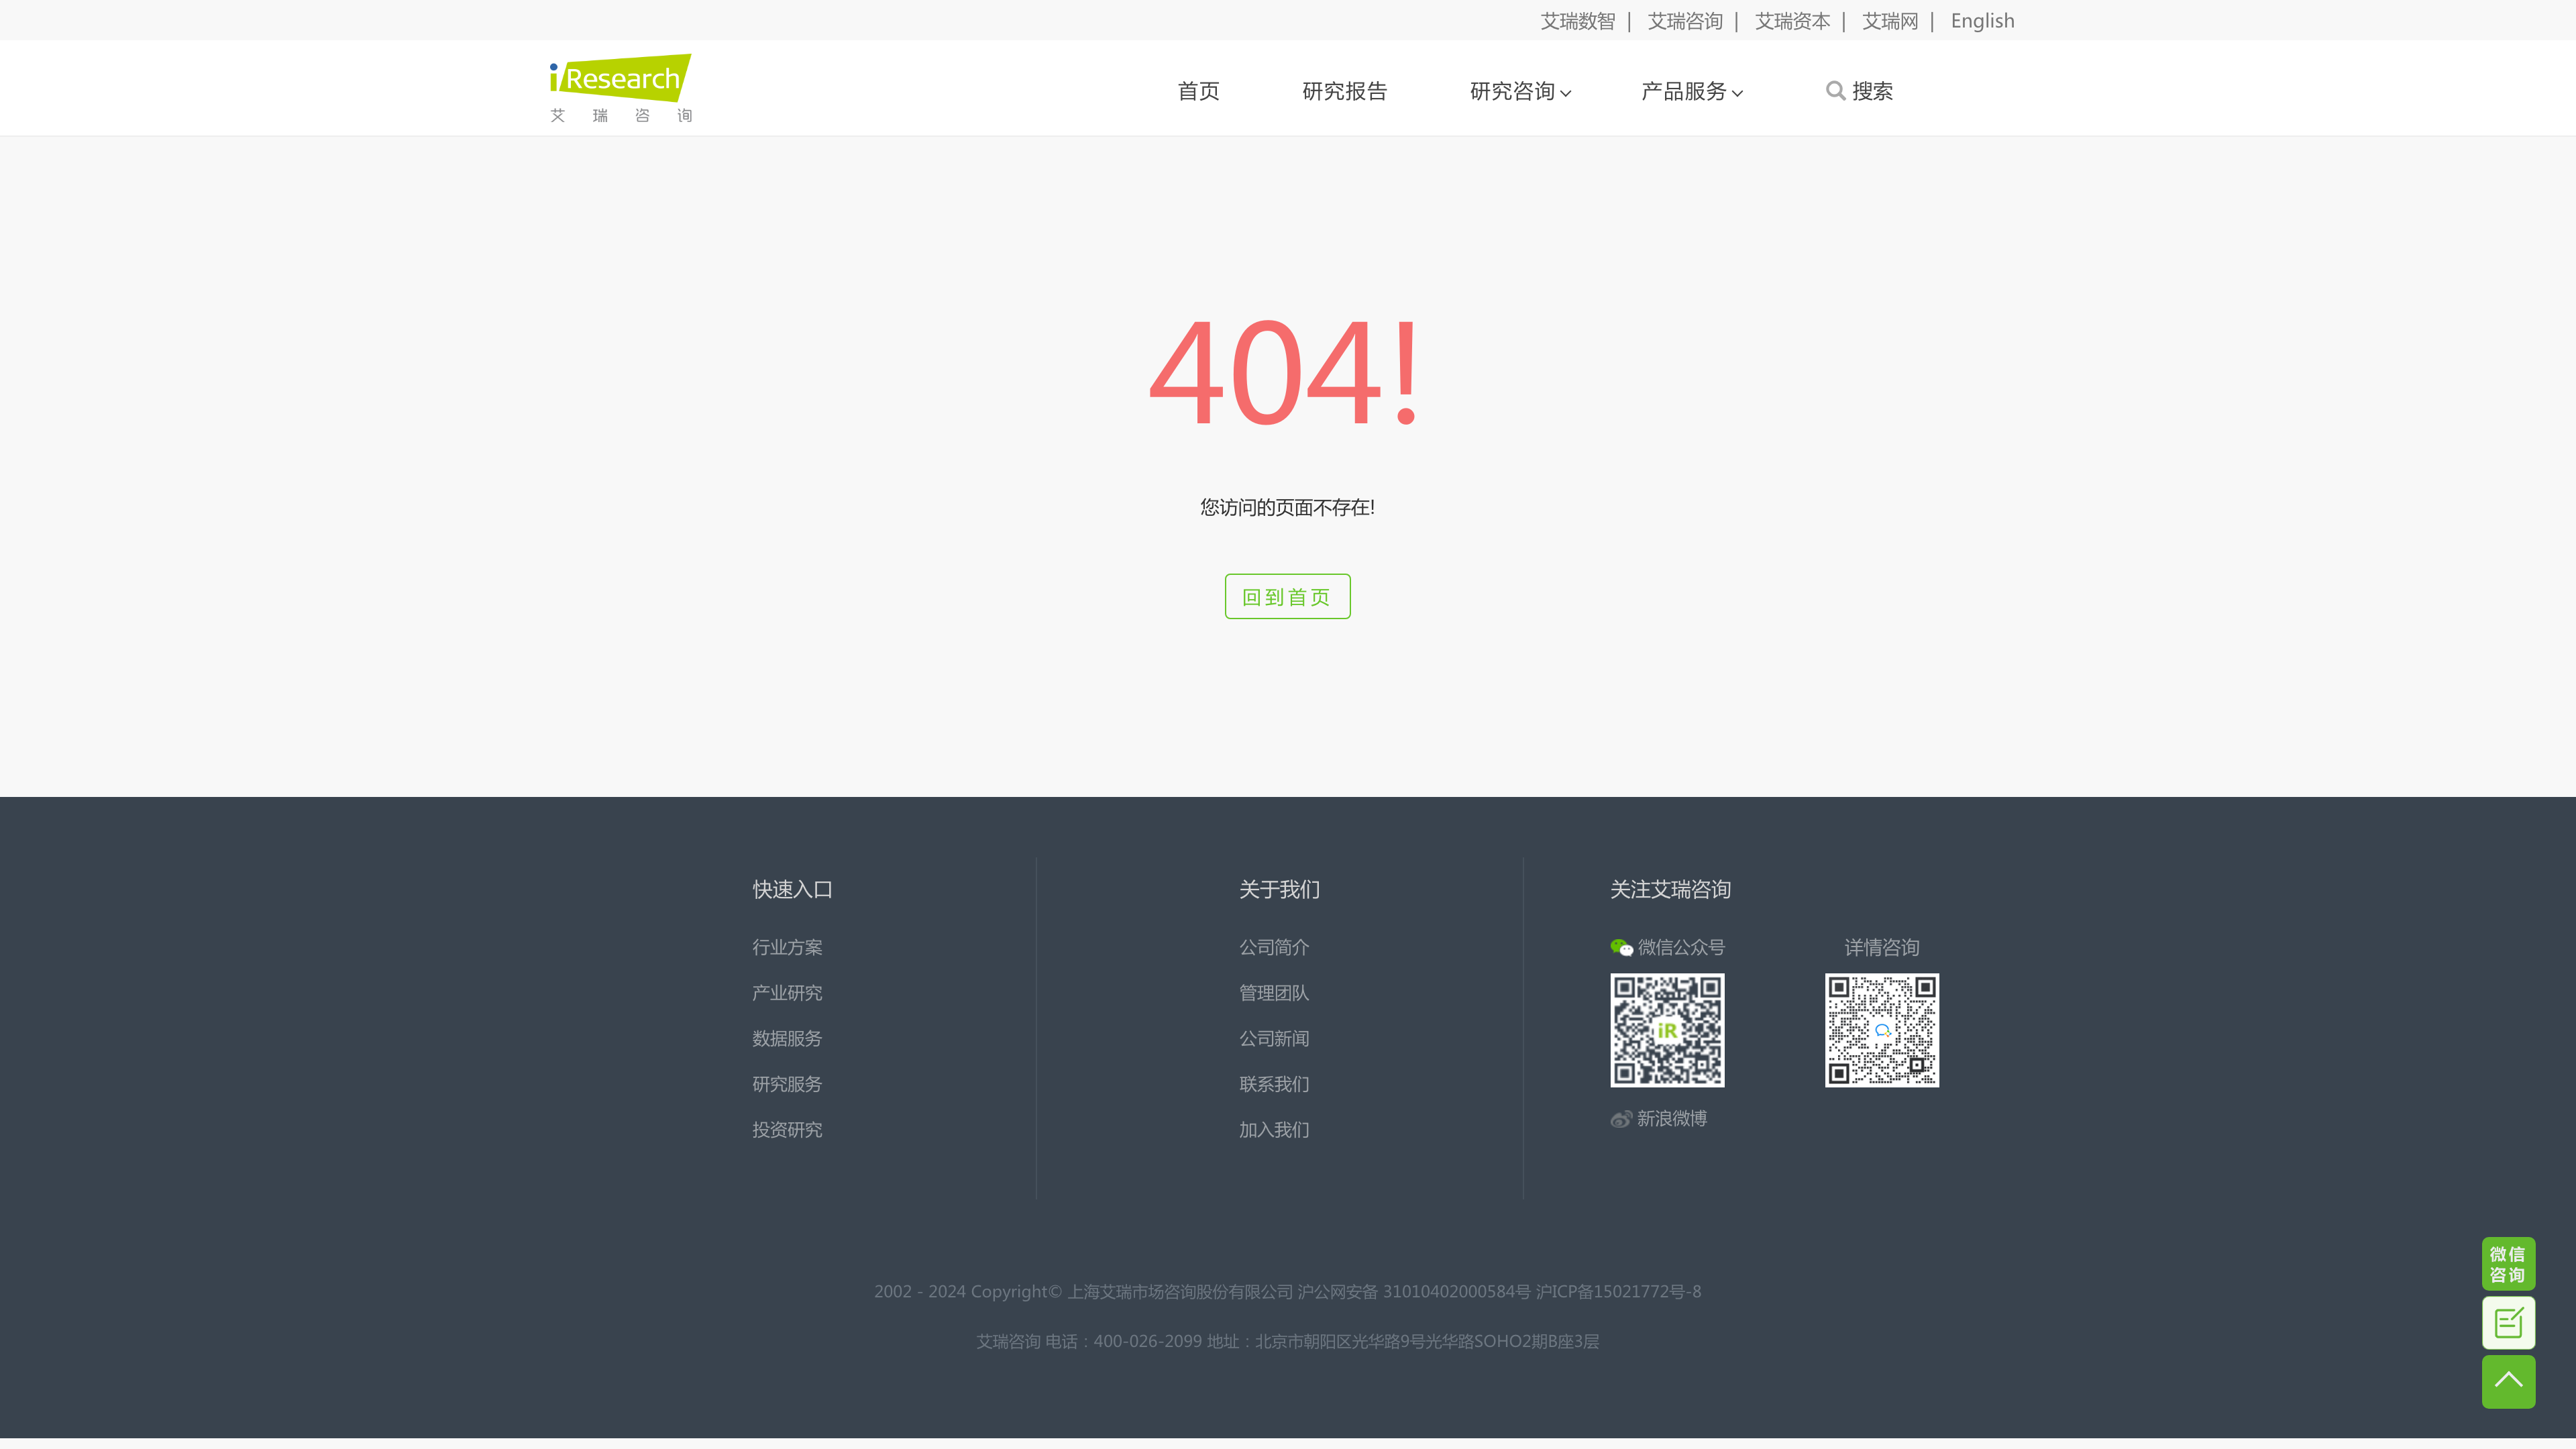 艾瑞数智 | 艾瑞咨询 | 艾瑞资本 | 艾瑞网 | English
iResearch
艾瑞咨询
首页 研究报告 研究咨询 产品服务 搜索
404!
您访问的页面不存在!
回到首页
快速入口
行业方案
产业研究
数据服务
研究服务
投资研究
关于我们
公司简介
管理团队
公司新闻
联系我们
加入我们
关注艾瑞咨询
微信公众号 详情咨询
iR
新浪微博
微信
咨询
2002 - 2024 Copyright© 上海艾瑞市场咨询股份有限公司 沪公网安备 31010402000584号 沪ICP备15021772号-8
艾瑞咨询 电话：400-026-2099 地址：北京市朝阳区光华路9号光华路SOHO2期B座3层